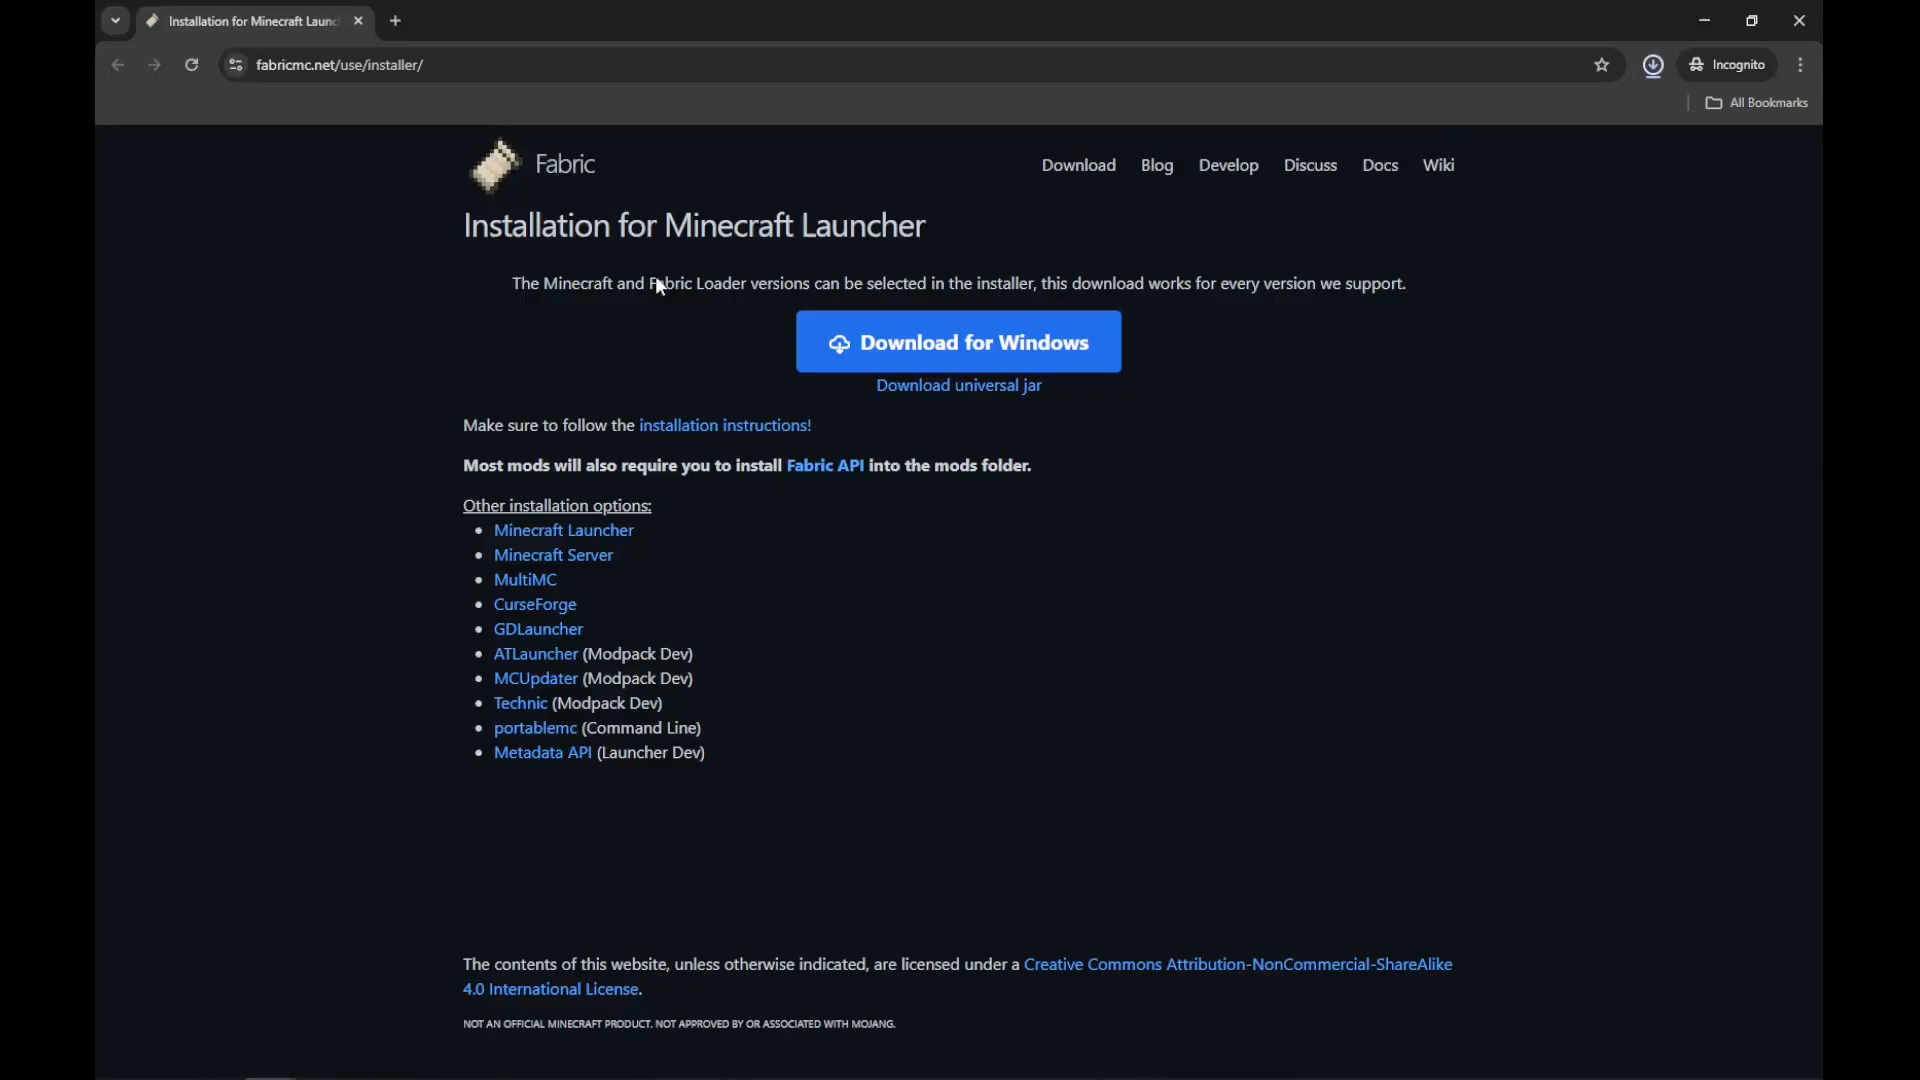 Installation for Minecraft Launc
fabricmc.net/use/installer/
Incognito
All Bookmarks
Fabric
Download Blog Develop Discuss Docs Wiki
Installation for Minecraft Launcher
The Minecraft and Fabric Loader versions can be selected in the installer, this download works for every version we support.
Download for Windows
Download universal jar
Make sure to follow the installation instructions!
Most mods will also require you to install Fabric API into the mods folder.
Other installation options:
• Minecraft Launcher
• Minecraft Server
• MultiMC
• CurseForge
• GDLauncher
• ATLauncher (Modpack Dev)
• MCUpdater (Modpack Dev)
• Technic (Modpack Dev)
• portablemc (Command Line)
• Metadata API (Launcher Dev)
The contents of this website, unless otherwise indicated, are licensed under a Creative Commons Attribution-NonCommercial-ShareAlike
4.0 International License.
NOT AN OFFICIAL MINECRAFT PRODUCT. NOT APPROVED BY OR ASSOCIATED WITH MOJANG.